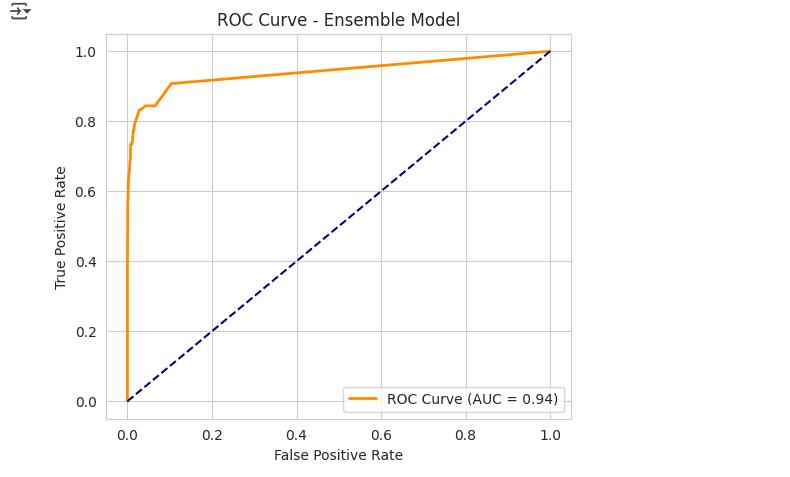 ROC Curve - Ensemble Model
1.0
0.8
0.6
0.4
0.2
0.0
True Positive Rate
ROC Curve (AUC = 0.94)
0.0 0.2 0.4 0.6 0.8 1.0
False Positive Rate